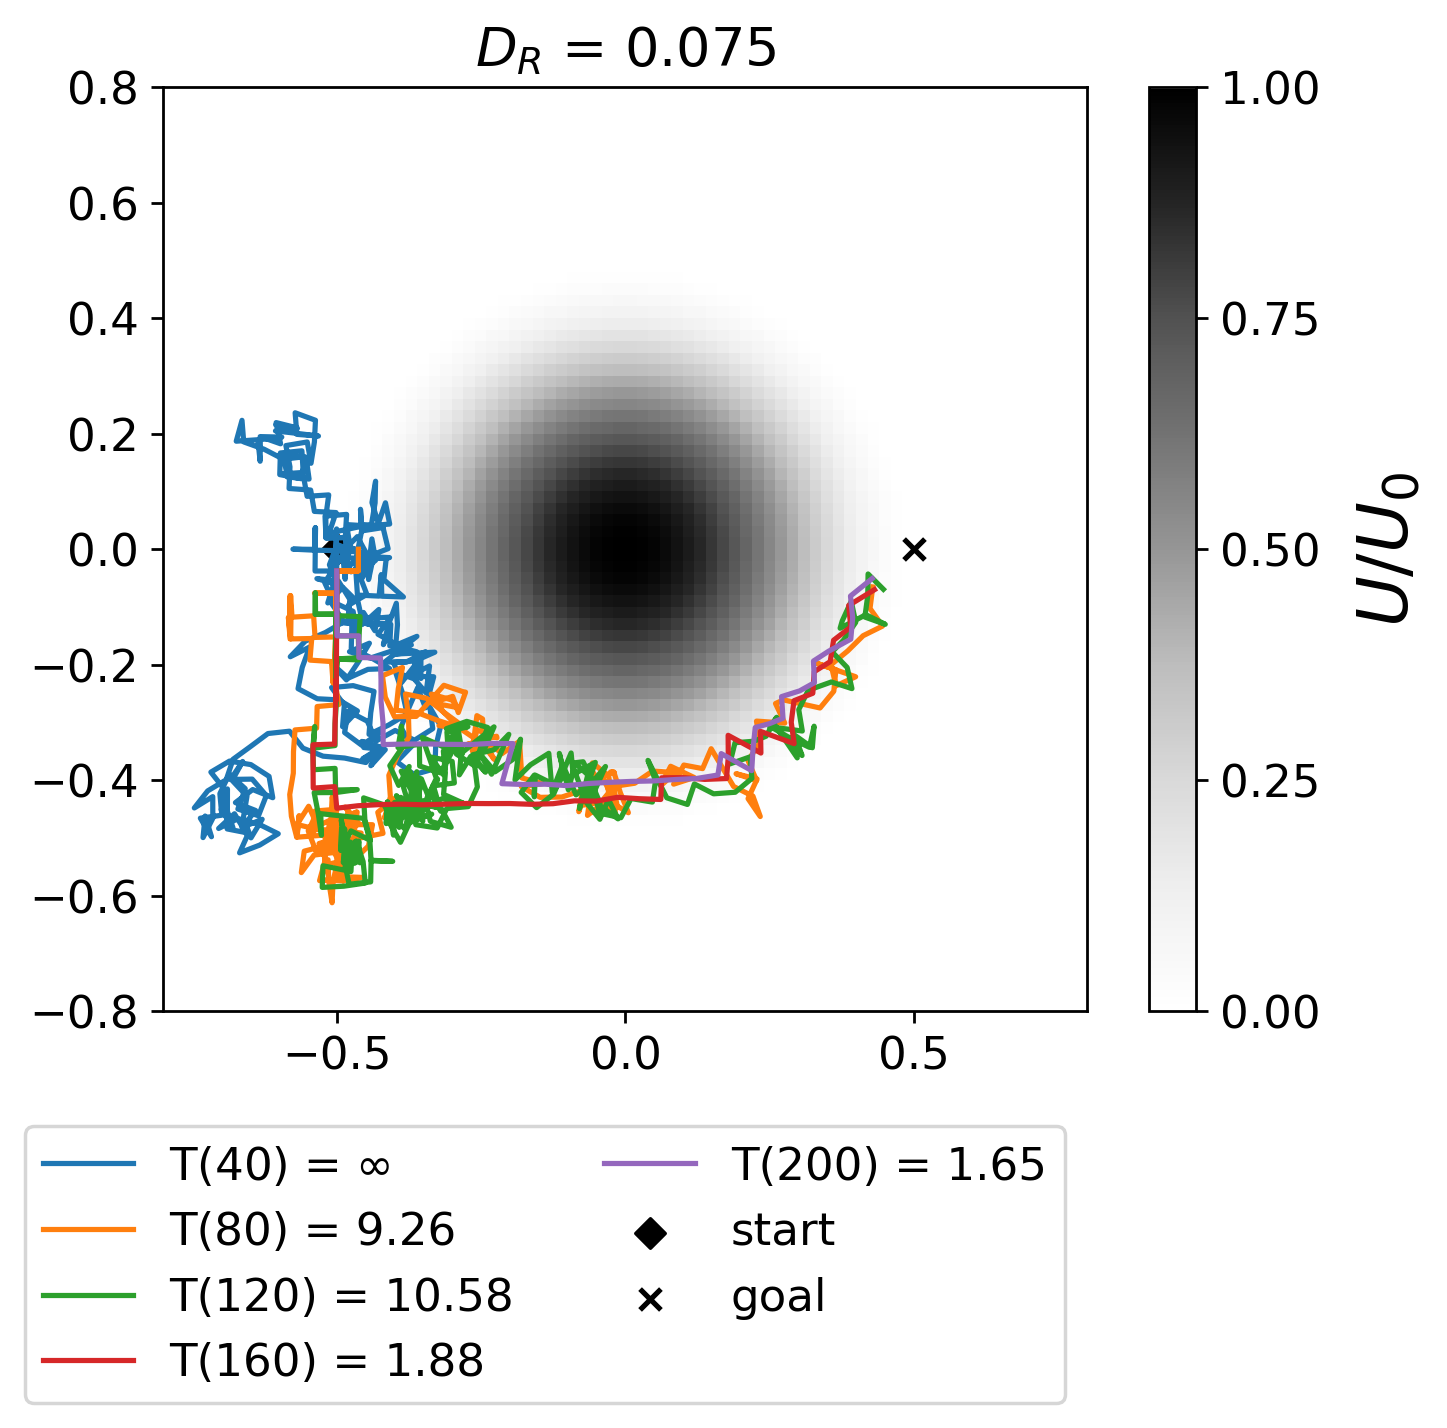 D_R = 0.075
0.8
0.6
0.4
0.2
0.0
−0.2
−0.4
−0.6
−0.8
−0.5
0.0
0.5
1.00
0.75
0.50
0.25
0.00
U/U_0
T(40) = ∞
T(80) = 9.26
T(120) = 10.58
T(160) = 1.88
T(200) = 1.65
start
goal